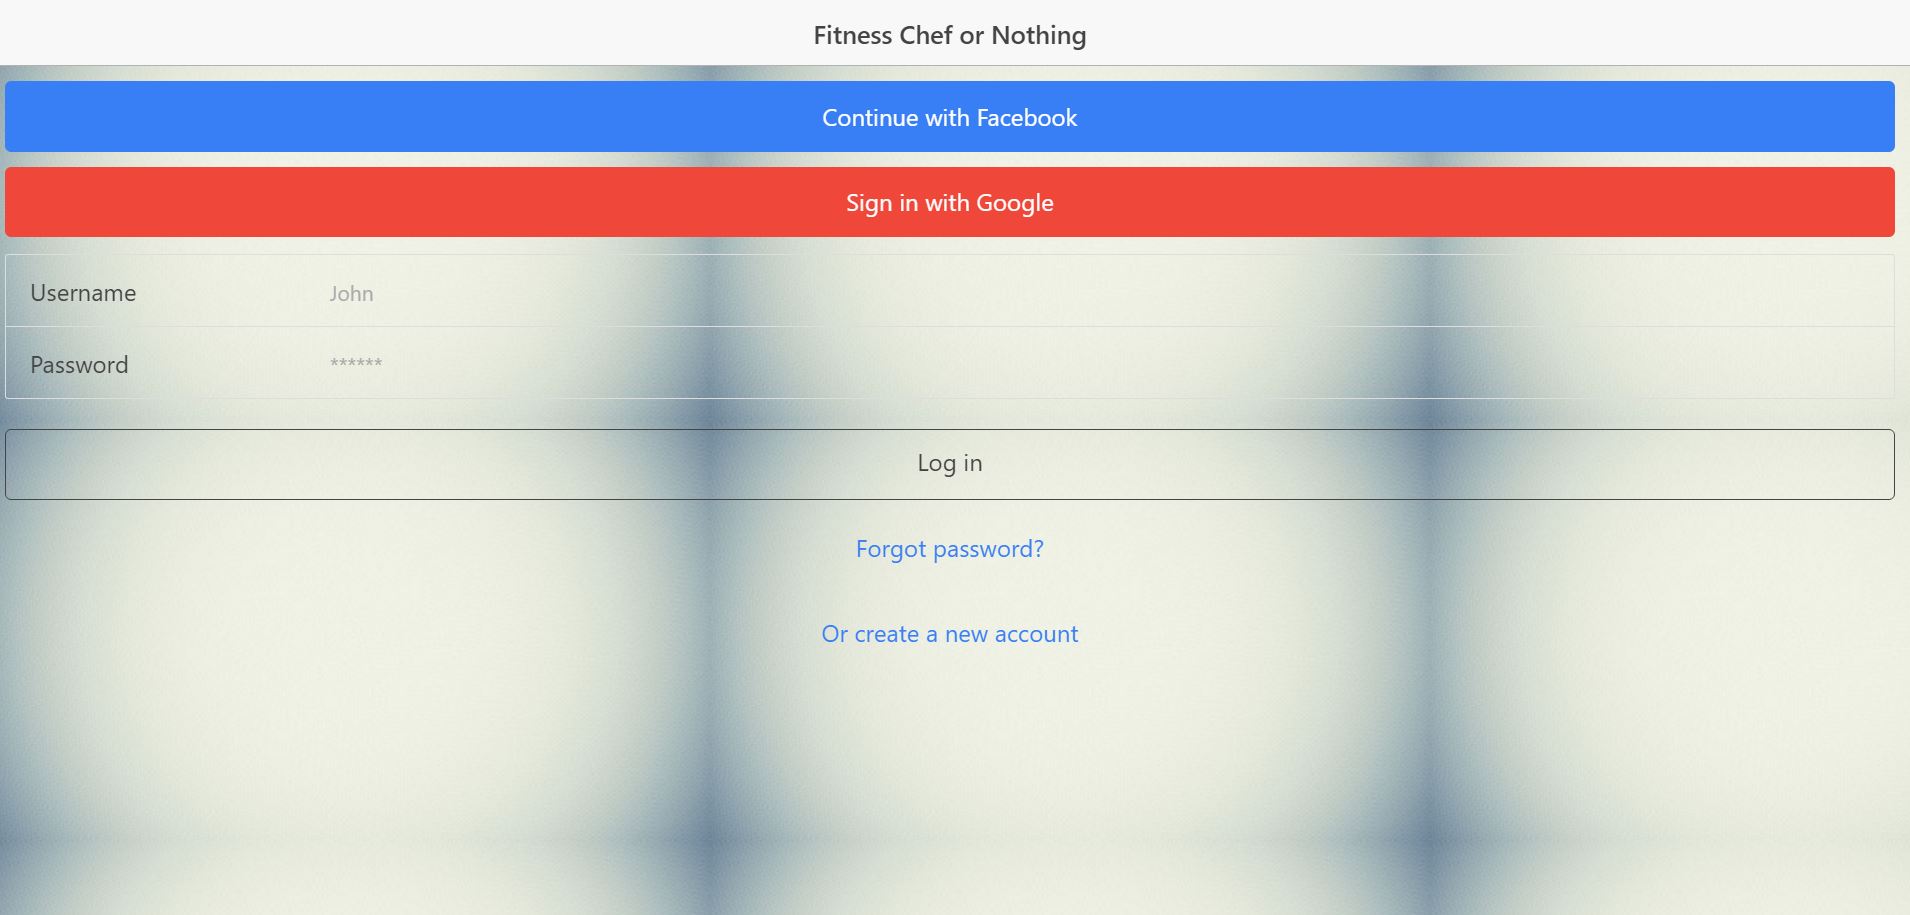 Fitness Chef or Nothing
Continue with Facebook
Sign in with Google
Username John
Password ******
Log in
Forgot password?
Or create a new account